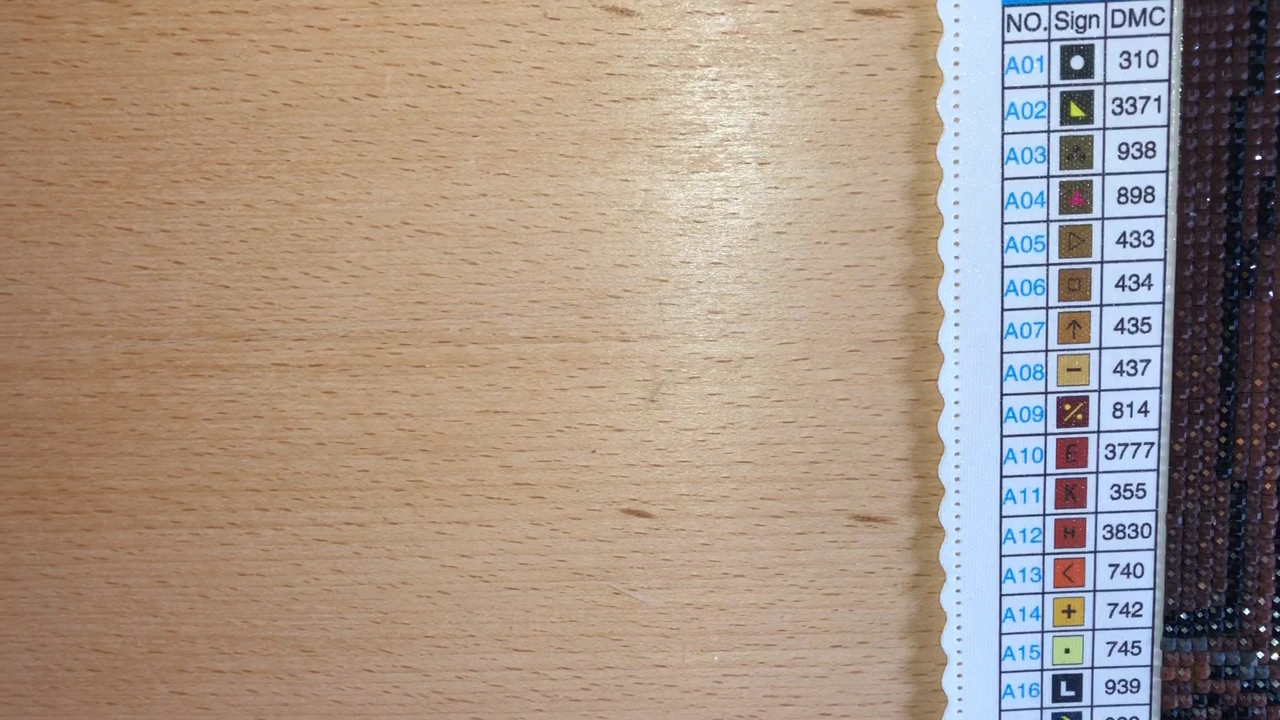 NO. Sign DMC
A01 310
A02 3371
A03 938
A04 898
A05 433
A06 434
A07 435
A08 437
A09 % 814
A10 E 3777
A11 K 355
A12 H 3830
A13 < 740
A14 + 742
A15 745
A16 L 939